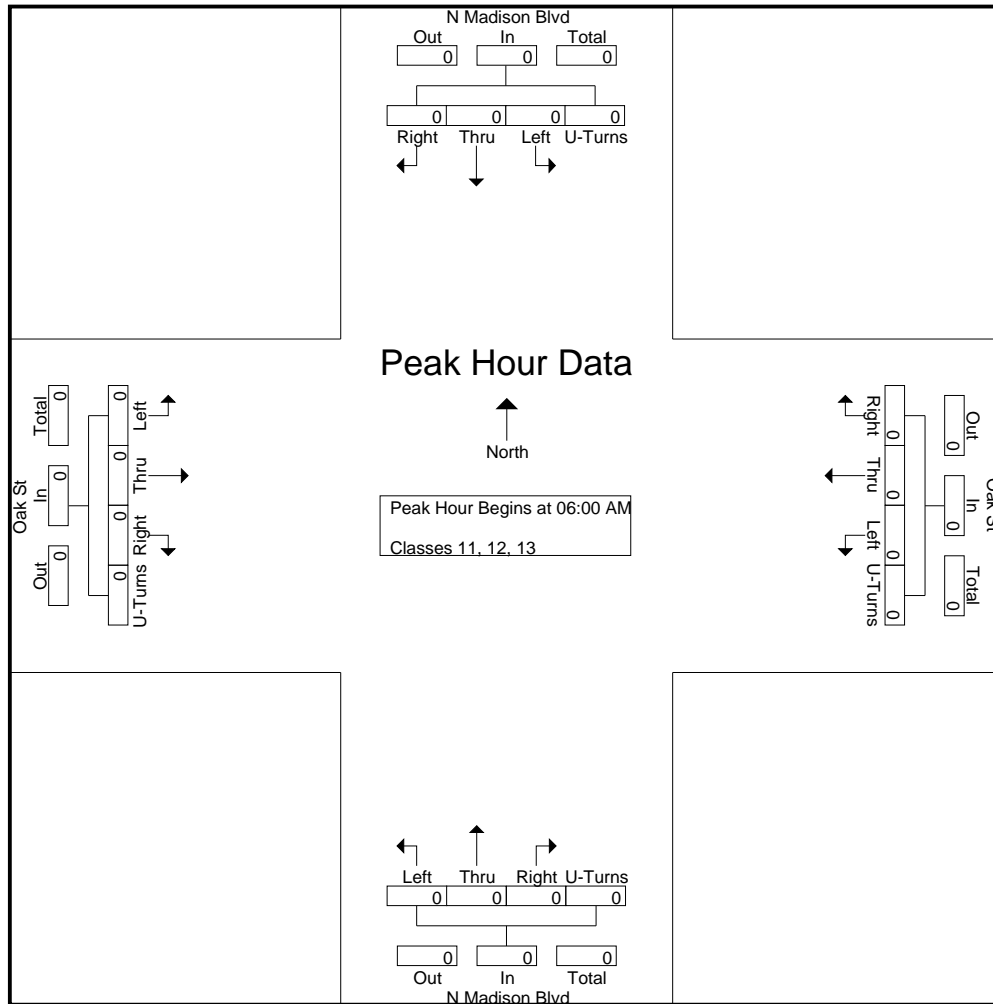 N Madison Blvd
Out In Total
0 0 0
0 0 0 0
Right Thru Left U-Turns
Peak Hour Data
North
Peak Hour Begins at 06:00 AM
Classes 11, 12, 13
Oak St
Out In Total
0 0 0
0 0 0 0
U-Turns Right Thru Left
Oak St
Out In Total
0 0 0
0 0 0 0
Right Thru Left U-Turns
Left Thru Right U-Turns
0 0 0 0
0 0 0
Out In Total
N Madison Blvd